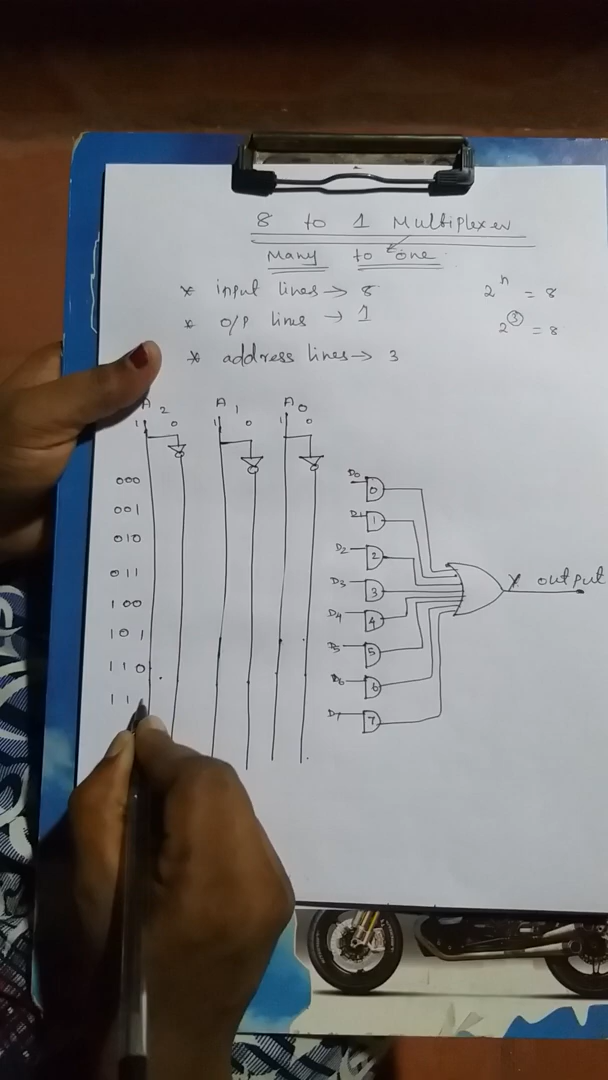 8 to 1 Multiplexer
Many to one
* input lines → 8
2^n = 8
* O/P lines → 1
2^③ = 8
* address lines → 3
A2 A1 A0
1 0 1 0 1 0
000
001
010
011
100
101
110
11
D0 0
D1 1
D2 2
D3 3
D4 4
D5 5
D6 6
D7 7
Y output